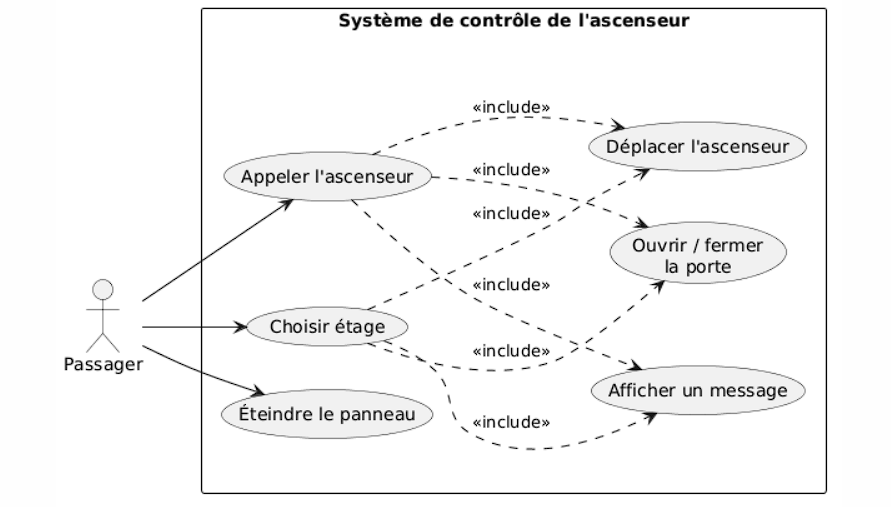 Système de contrôle de l'ascenseur
«include»
Déplacer l'ascenseur
Appeler l'ascenseur
«include»
«include»
Ouvrir / fermer
la porte
«include»
Choisir étage
«include»
Passager
Afficher un message
Éteindre le panneau
«include»